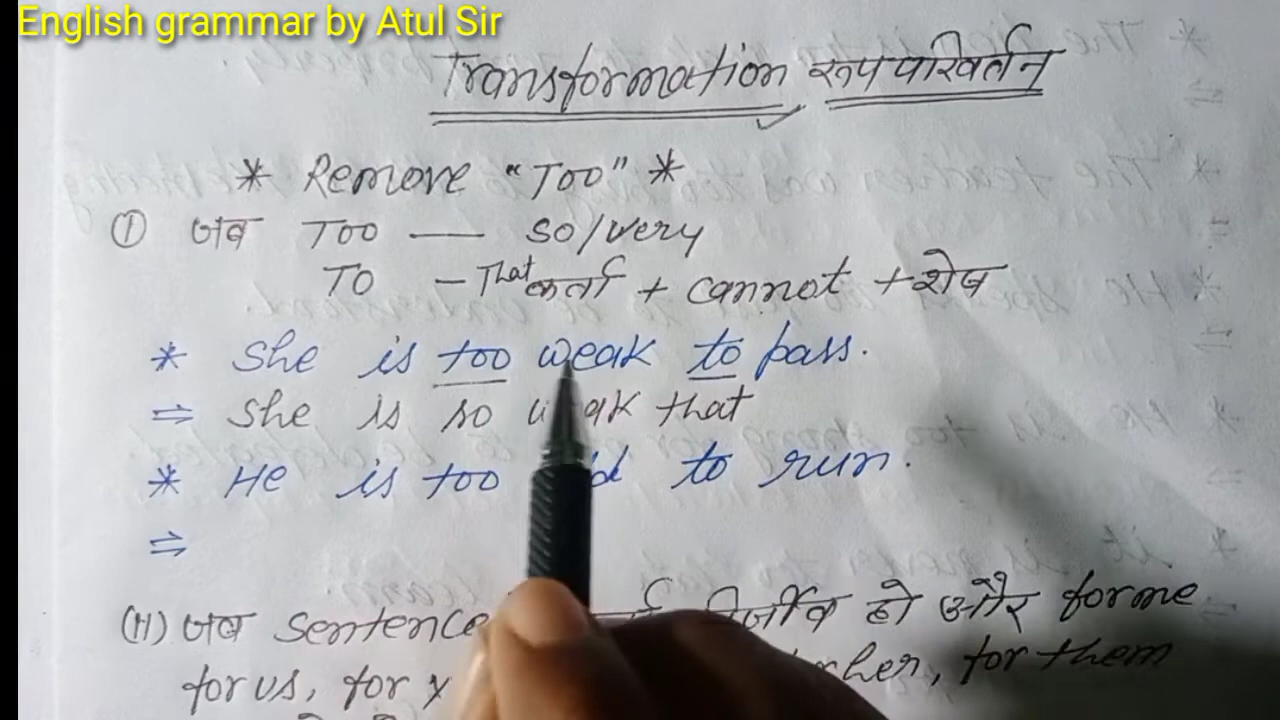 English grammar by Atul Sir
Transformation रूपपरिवर्तन
* Remove "Too" *
① जब Too — so/very
To - That कर्ता + cannot + शेष
* She is too weak to pass.
⇒ she is so that
* He is too to run.
⇒
(II) जब sentence निर्जीव हो और for me
for us, for her, for them